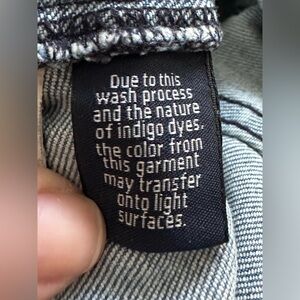 Due to this
wash process
and the nature
of indigo dyes,
the color from
this garment
may transfer
onto light
surfaces.